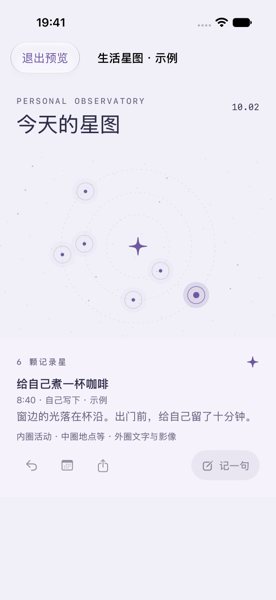 19:41
退出预览
生活星图 · 示例
PERSONAL OBSERVATORY
10.02
今天的星图
6 颗记录星
给自己煮一杯咖啡
8:40 · 自己写下 · 示例
窗边的光落在杯沿。出门前，给自己留了十分钟。
内圈活动 · 中圈地点等 · 外圈文字与影像
记一句